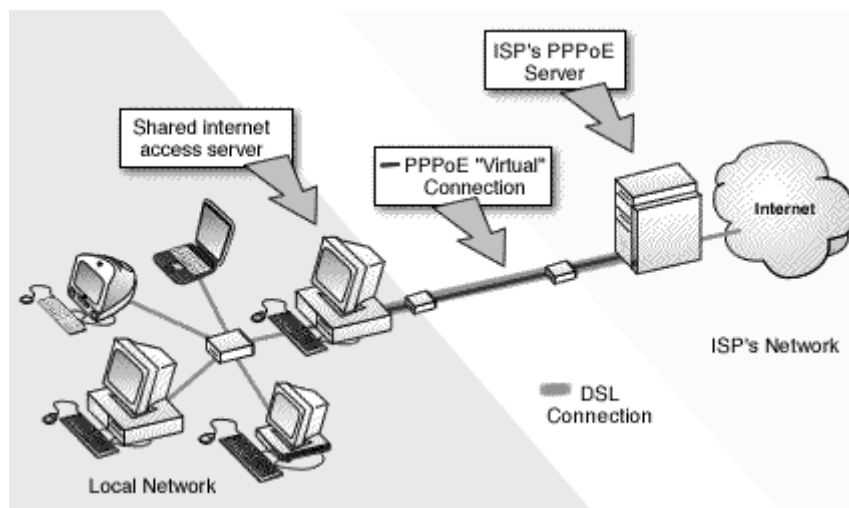 ISP's PPPoE
Server
Shared internet
access server
PPPoE "Virtual"
Connection
Internet
ISP's Network
DSL
Connection
Local Network